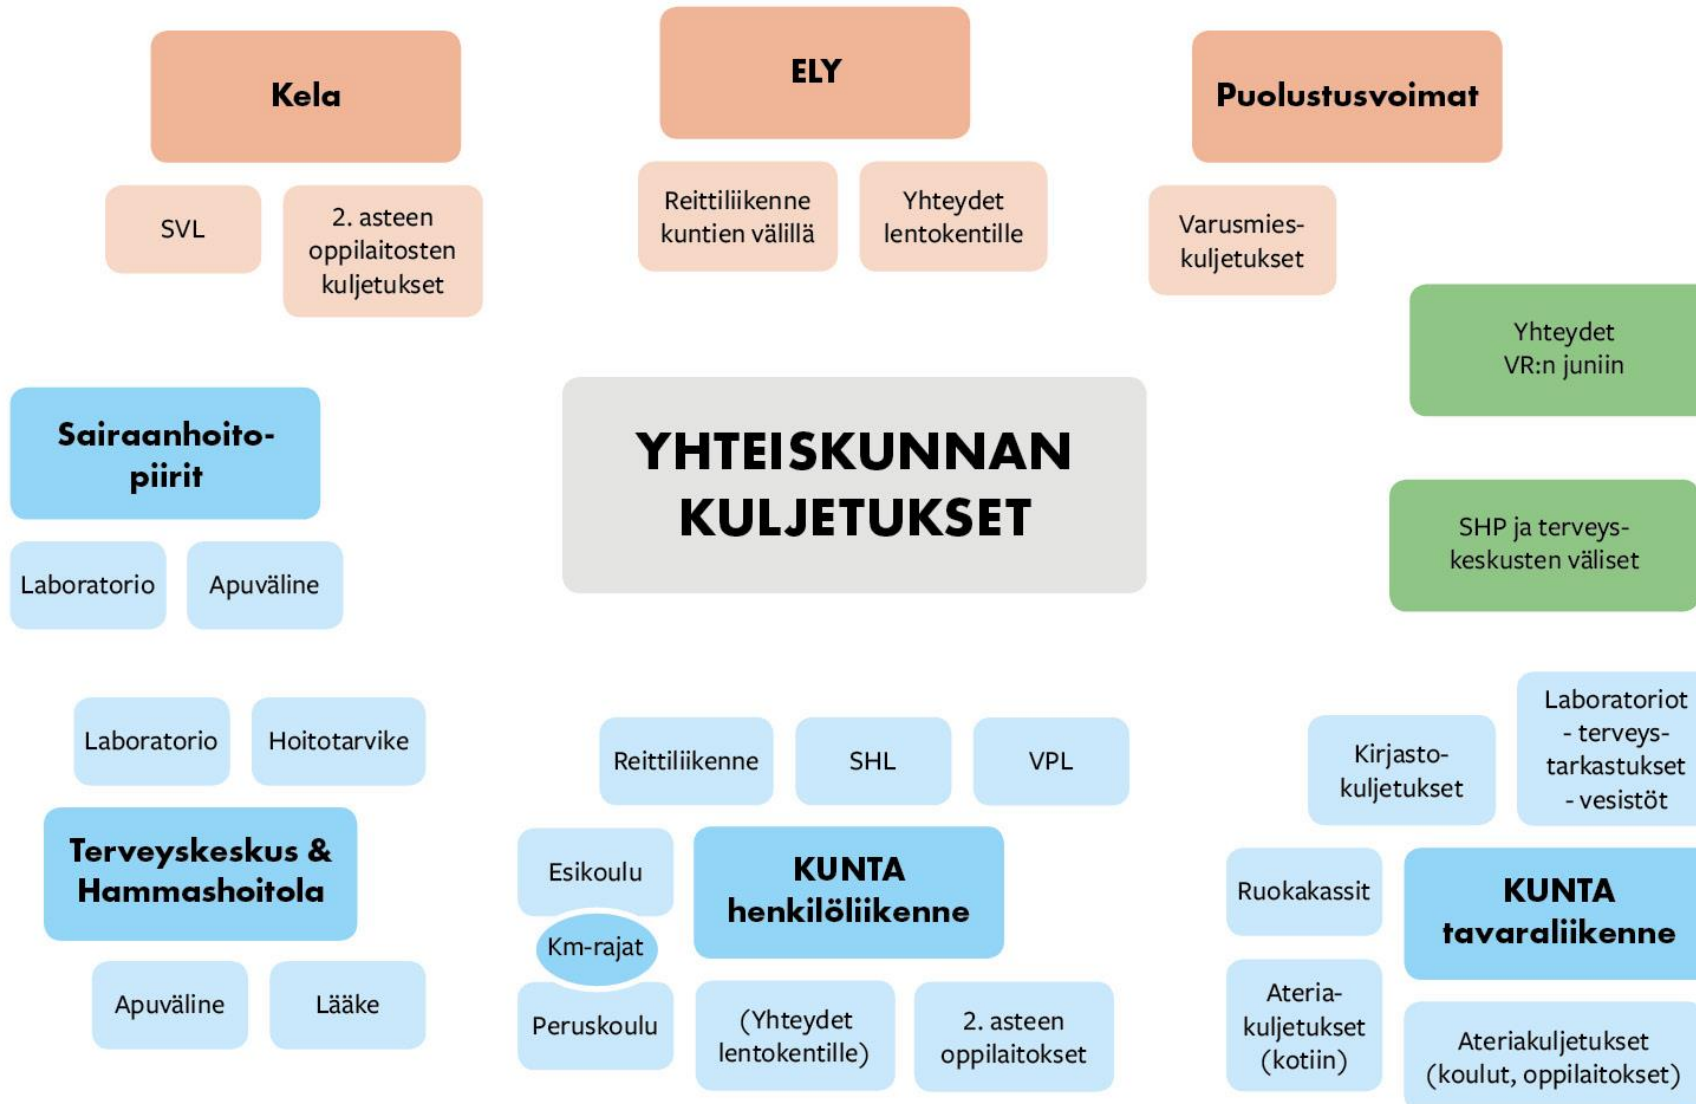 Kela
SVL
2. asteen
oppilaitosten
kuljetukset
ELY
Reittiliikenne
kuntien välillä
Yhteydet
lentokentille
Puolustusvoimat
Varusmies-
kuljetukset
Yhteydet
VR:n juniin
SHP ja terveys-
keskusten väliset
YHTEISKUNNAN
KULJETUKSET
Sairaanhoito-
piirit
Laboratorio
Apuväline
Laboratorio
Hoitotarvike
Terveyskeskus &
Hammashoitola
Apuväline
Lääke
Reittiliikenne
SHL
VPL
Esikoulu
Km-rajat
Peruskoulu
KUNTA
henkilöliikenne
(Yhteydet
lentokentille)
2. asteen
oppilaitokset
Kirjasto-
kuljetukset
Laboratoriot
- terveys-
tarkastukset
- vesistöt
Ruokakassit
KUNTA
tavaraliikenne
Ateria-
kuljetukset
(kotiin)
Ateriakuljetukset
(koulut, oppilaitokset)